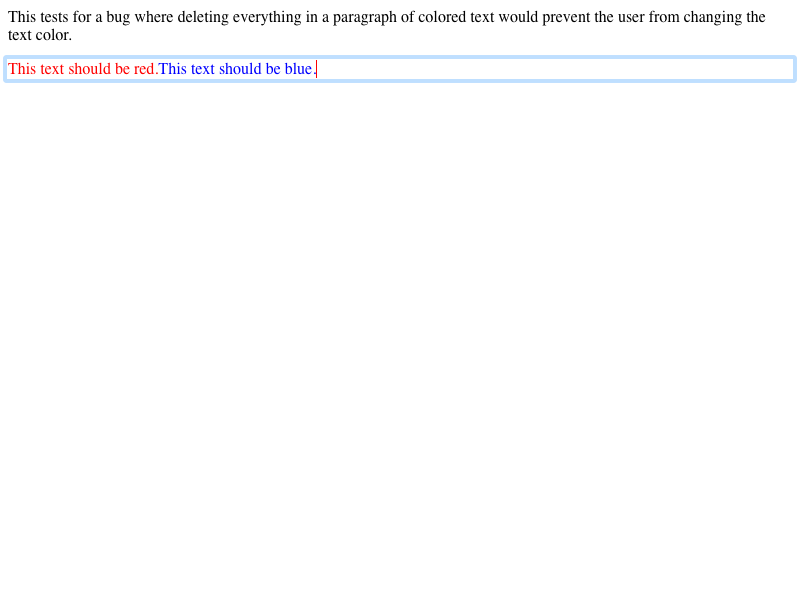 This tests for a bug where deleting everything in a paragraph of colored text would prevent the user from changing the
text color.
This text should be red.This text should be blue.